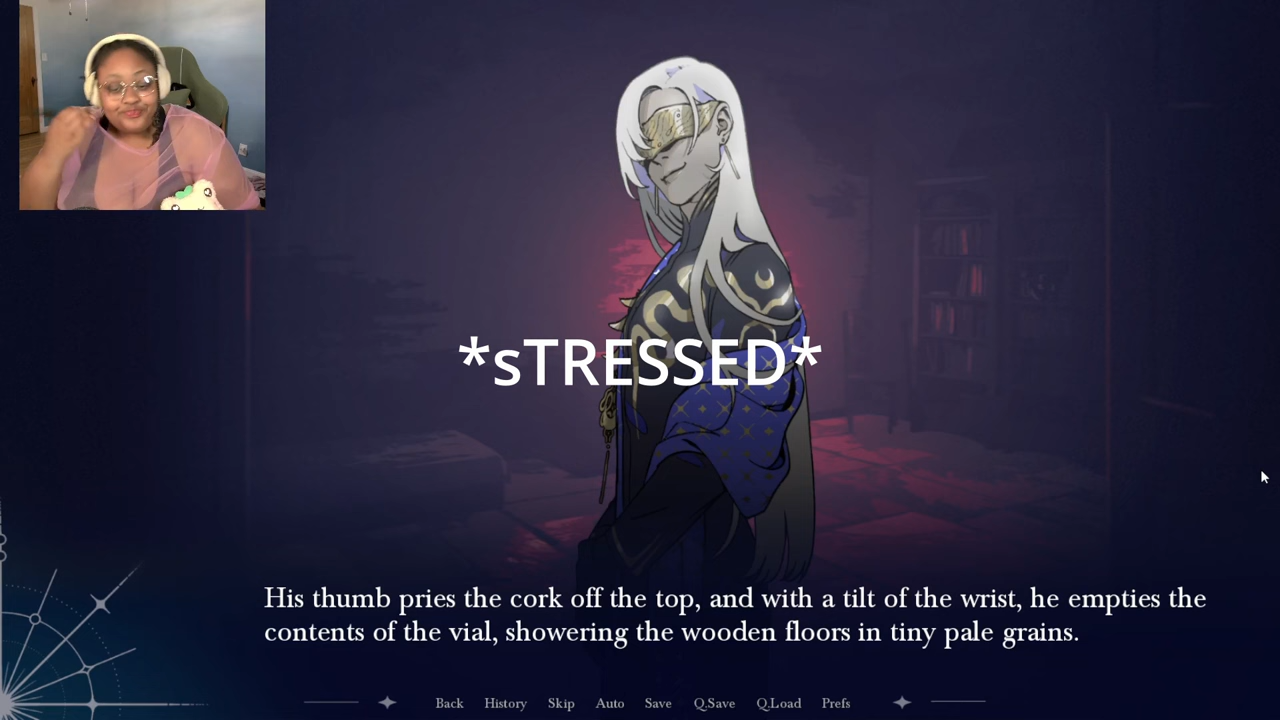 *sTRESSED*
His thumb pries the cork off the top, and with a tilt of the wrist, he empties the
contents of the vial, showering the wooden floors in tiny pale grains.
Back History Skip Auto Save Q.Save Q.Load Prefs